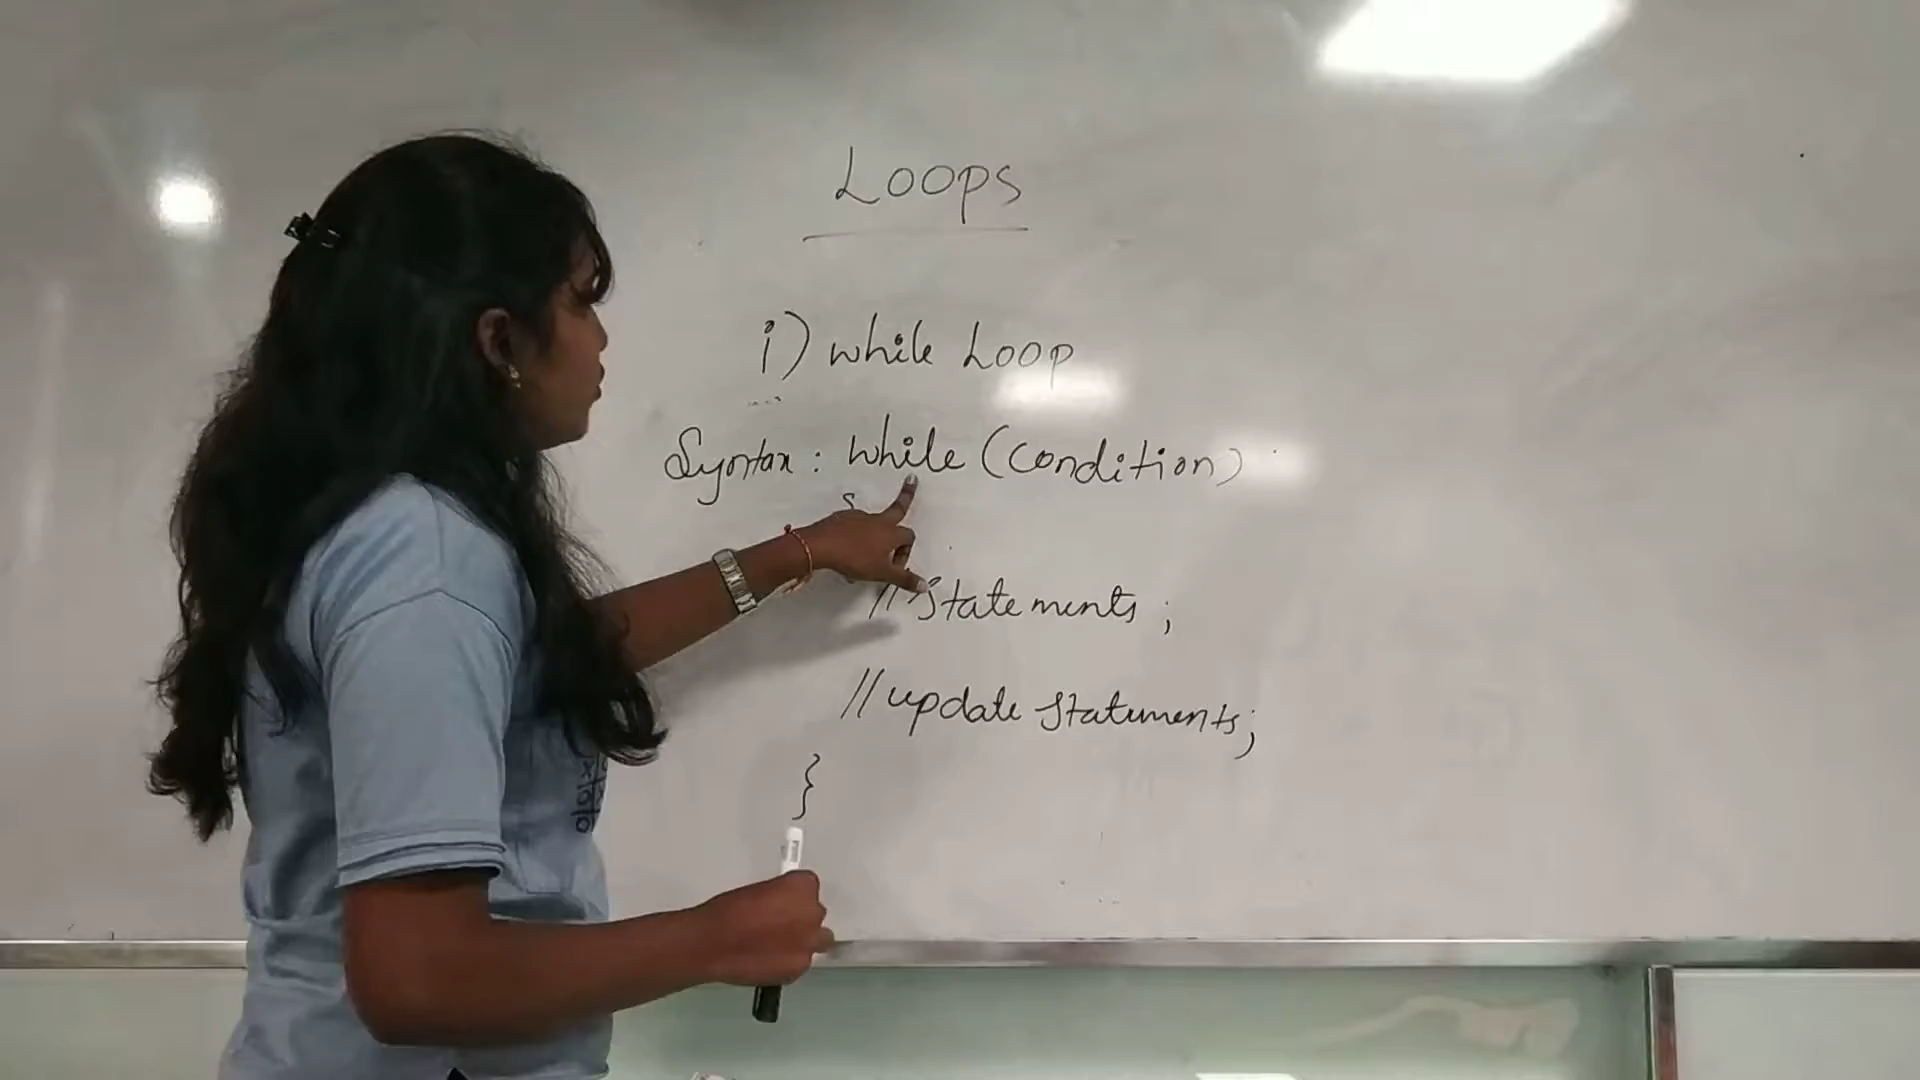 Loops
i) while Loop
Syntax : while (condition)
// statements ;
// update statements;
}